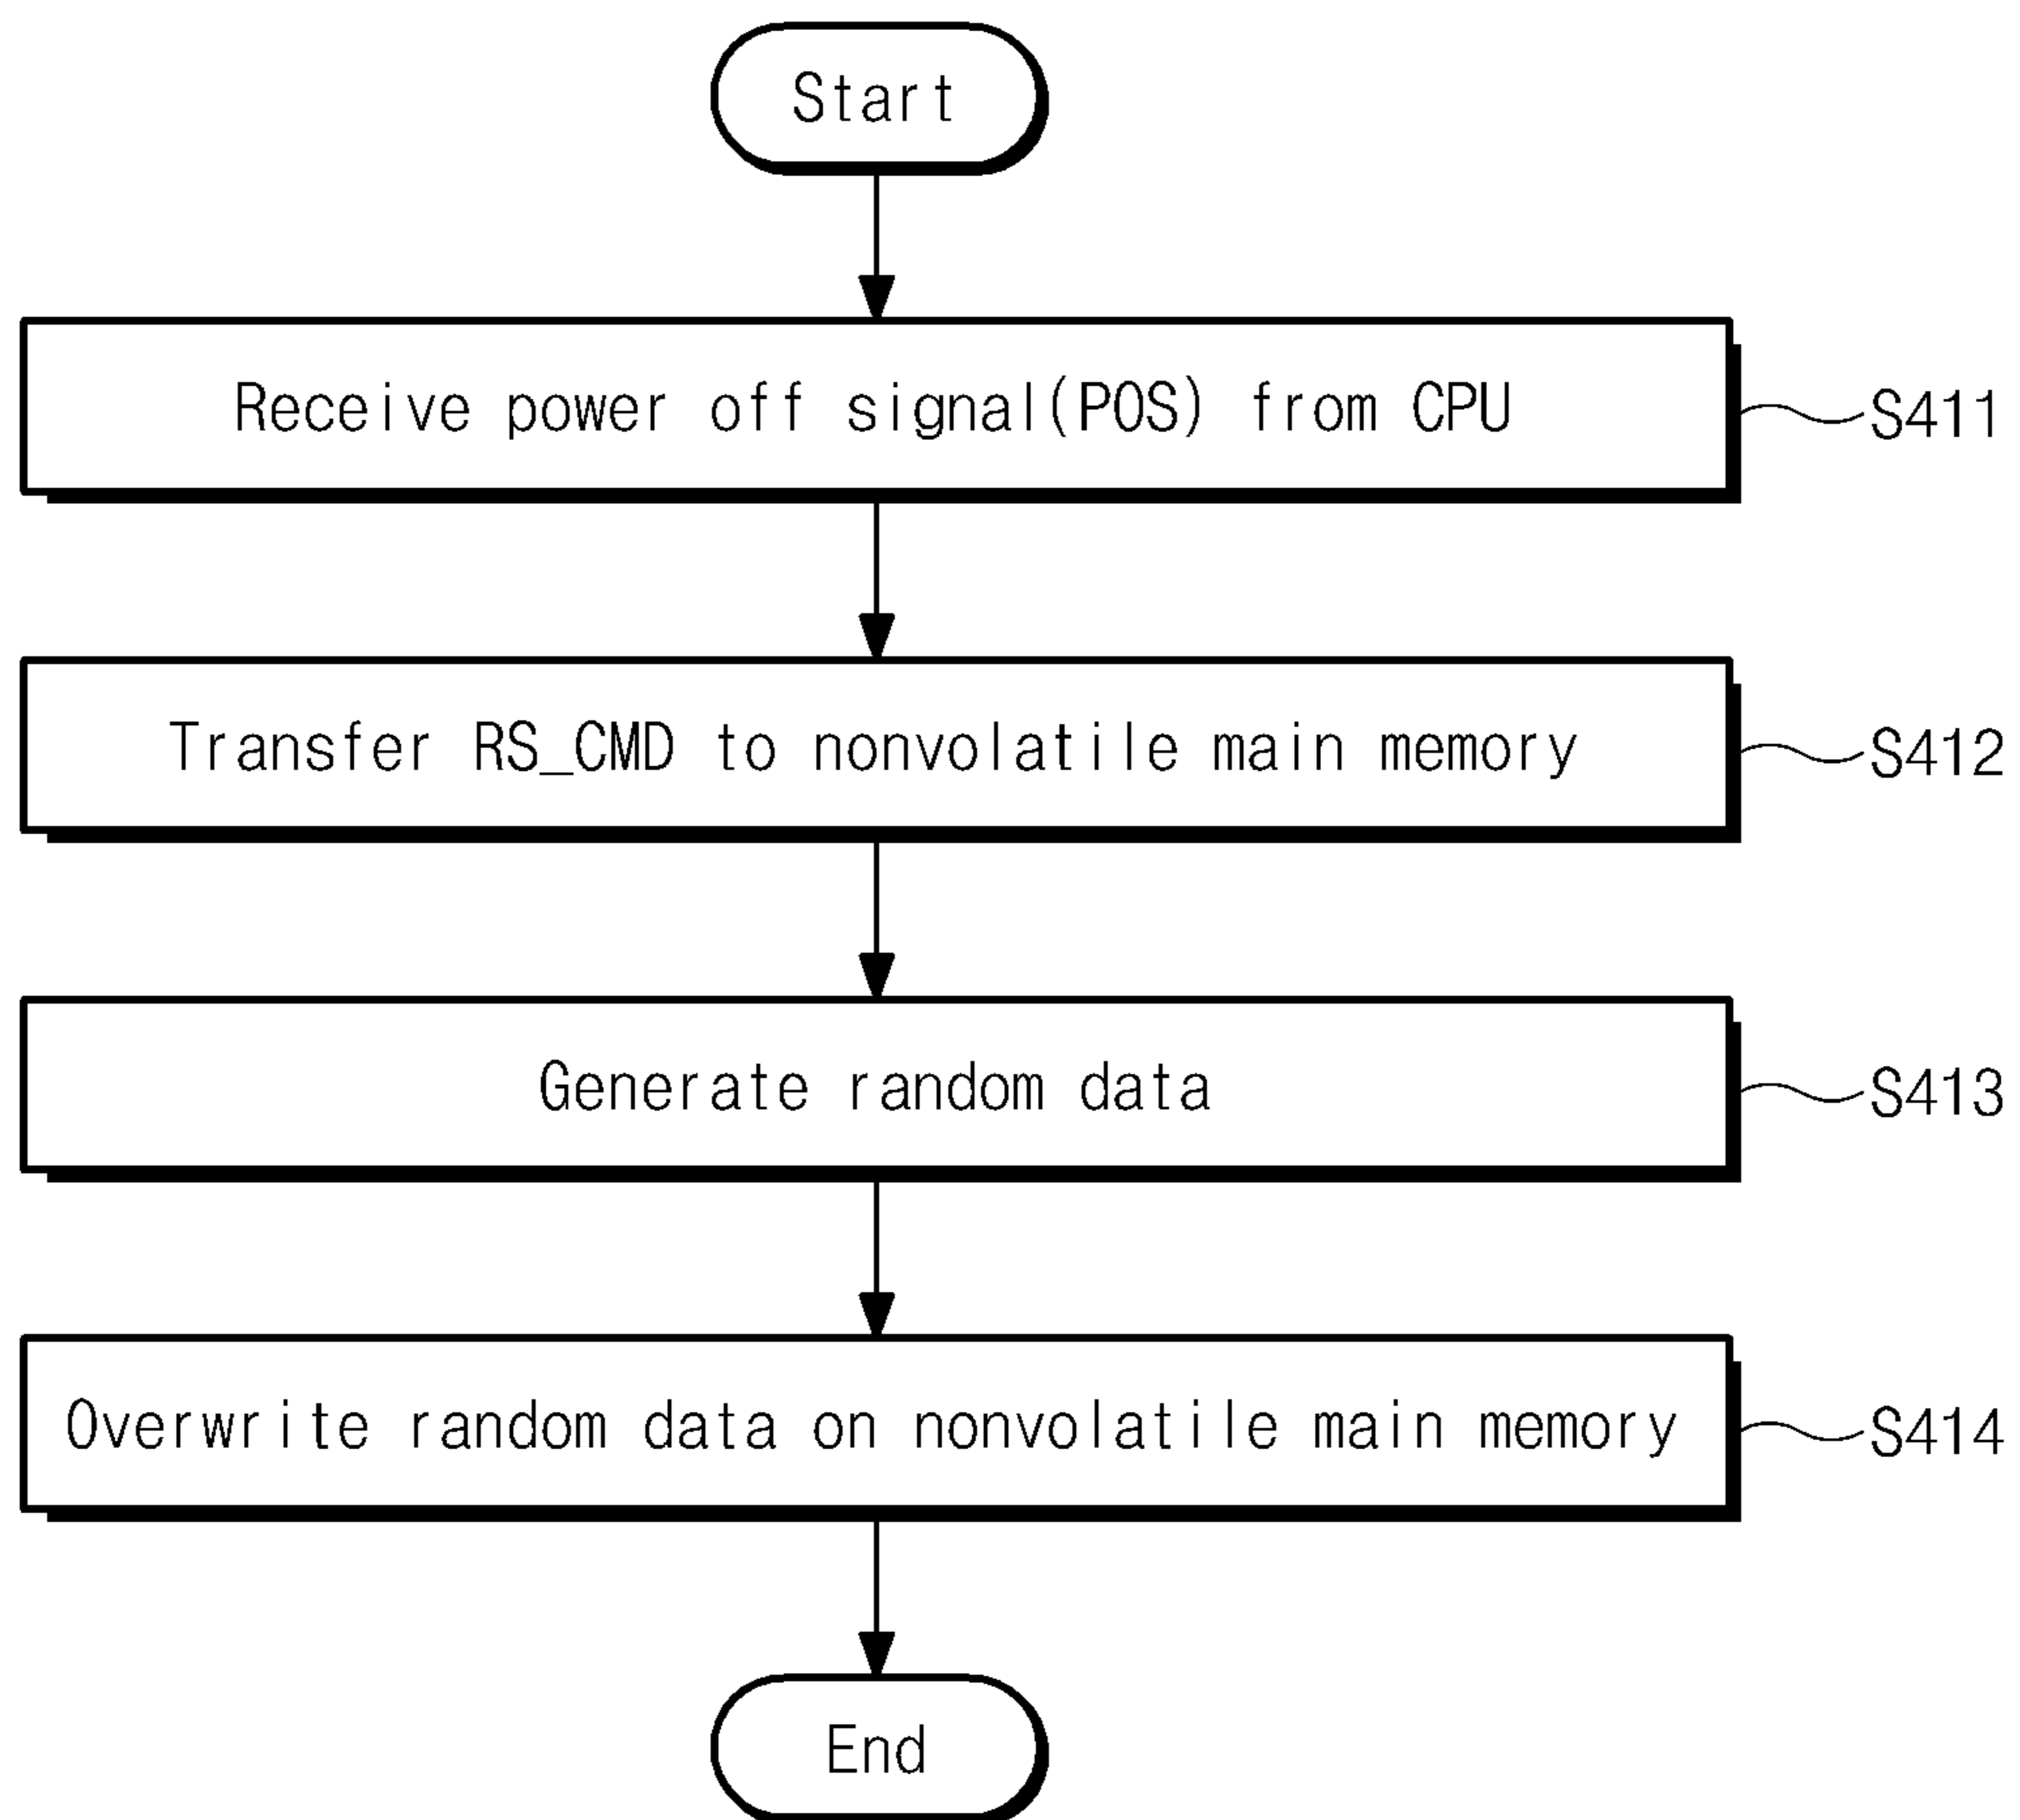 Start
Receive power off signal(POS) from CPU
S411
Transfer RS_CMD to nonvolatile main memory
S412
Generate random data
S413
Overwrite random data on nonvolatile main memory
S414
End